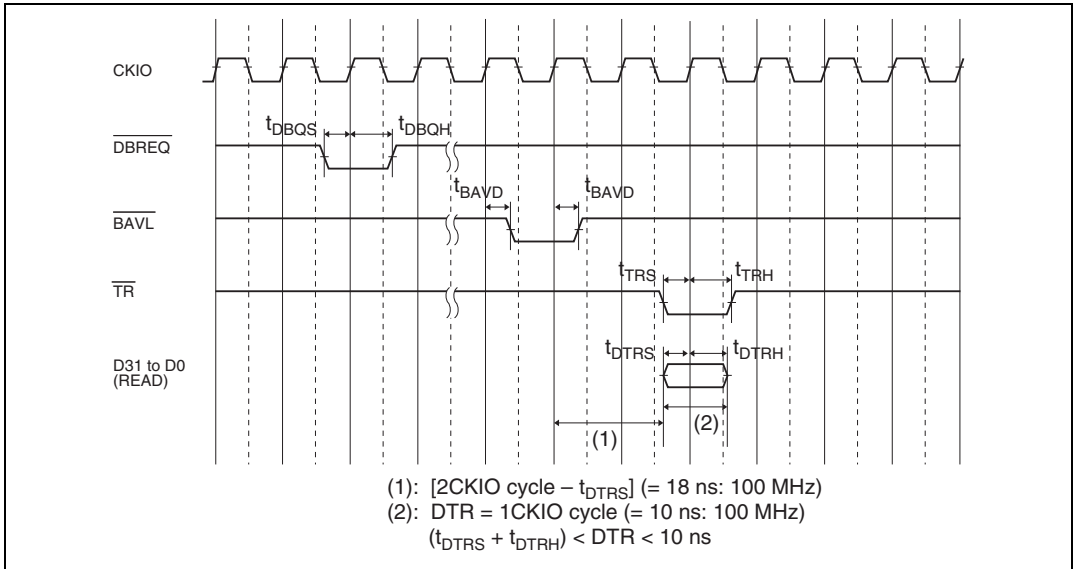 CKIO
tDBQS tDBQH
DBREQ
tBAVD tBAVD
BAVL
tTRS tTRH
TR
tDTRS tDTRH
D31 to D0
(READ)
(1) (2)
(1): [2CKIO cycle – tDTRS] (= 18 ns: 100 MHz)
(2): DTR = 1CKIO cycle (= 10 ns: 100 MHz)
(tDTRS + tDTRH) < DTR < 10 ns